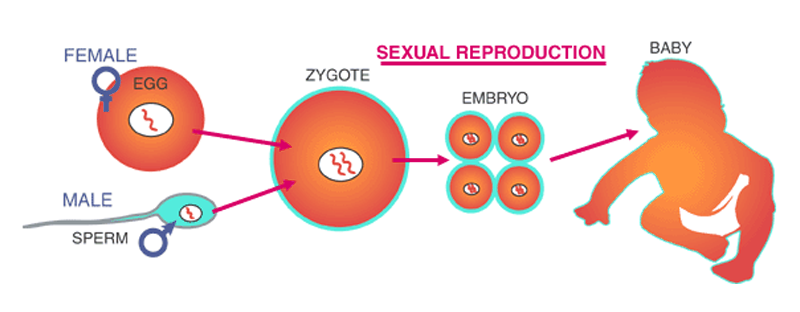 SEXUAL REPRODUCTION
FEMALE
EGG
MALE
SPERM
ZYGOTE
EMBRYO
BABY